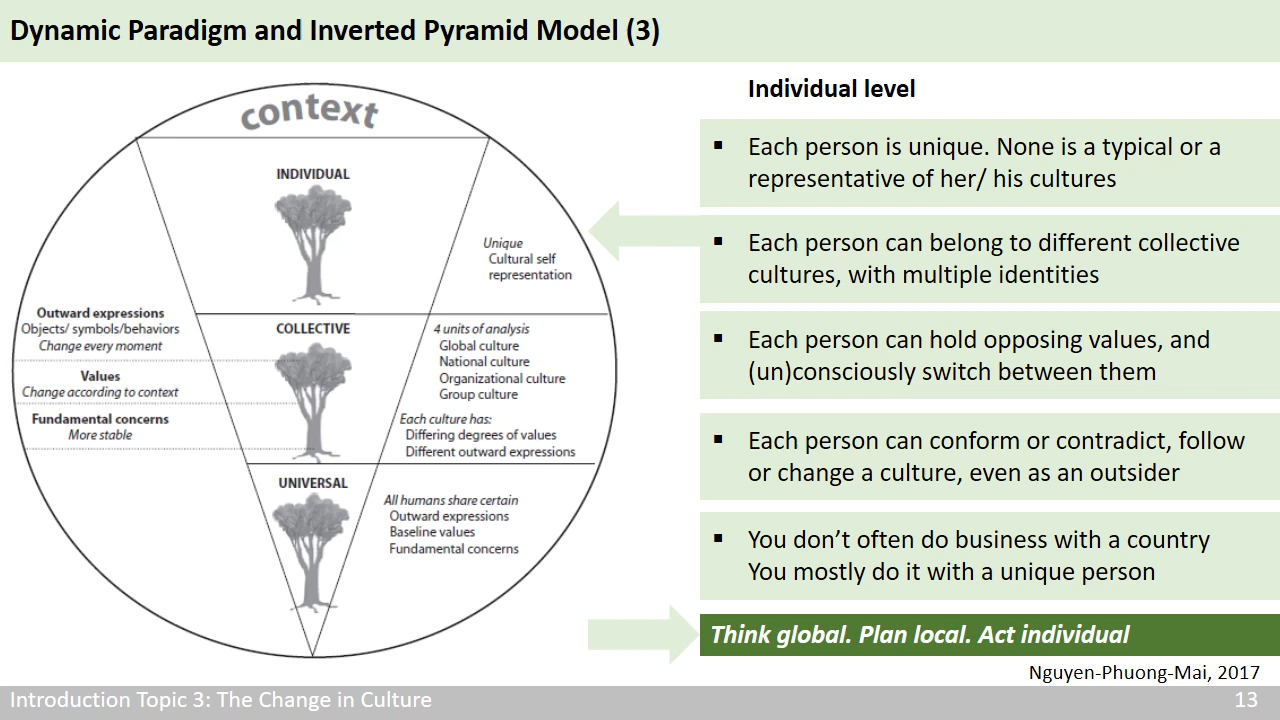 Dynamic Paradigm and Inverted Pyramid Model (3)
context
INDIVIDUAL
Unique
Cultural self
representation
Outward expressions
Objects/ symbols/behaviors
Change every moment
Values
Change according to context
Fundamental concerns
More stable
COLLECTIVE
4 units of analysis
Global culture
National culture
Organizational culture
Group culture
Each culture has:
Differing degrees of values
Different outward expressions
UNIVERSAL
All humans share certain
Outward expressions
Baseline values
Fundamental concerns
Individual level
▪ Each person is unique. None is a typical or a
representative of her/ his cultures
▪ Each person can belong to different collective
cultures, with multiple identities
▪ Each person can hold opposing values, and
(un)consciously switch between them
▪ Each person can conform or contradict, follow
or change a culture, even as an outsider
▪ You don’t often do business with a country
You mostly do it with a unique person
Think global. Plan local. Act individual
Nguyen-Phuong-Mai, 2017
Introduction Topic 3: The Change in Culture
13